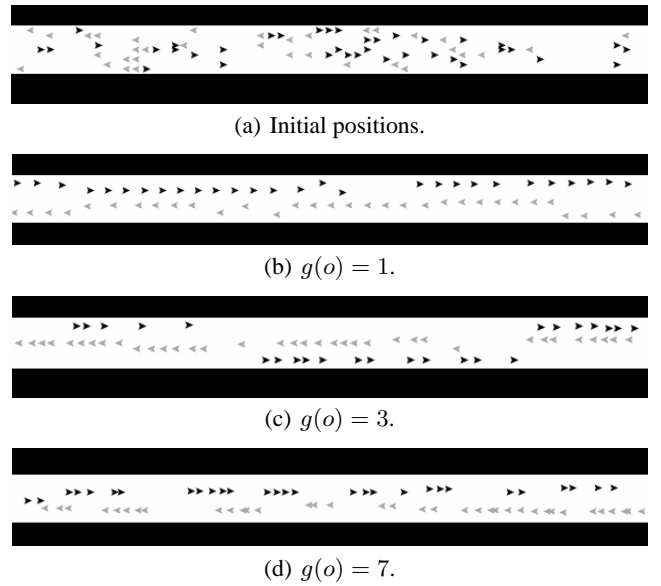 (a) Initial positions.
(b) g(o) = 1.
(c) g(o) = 3.
(d) g(o) = 7.